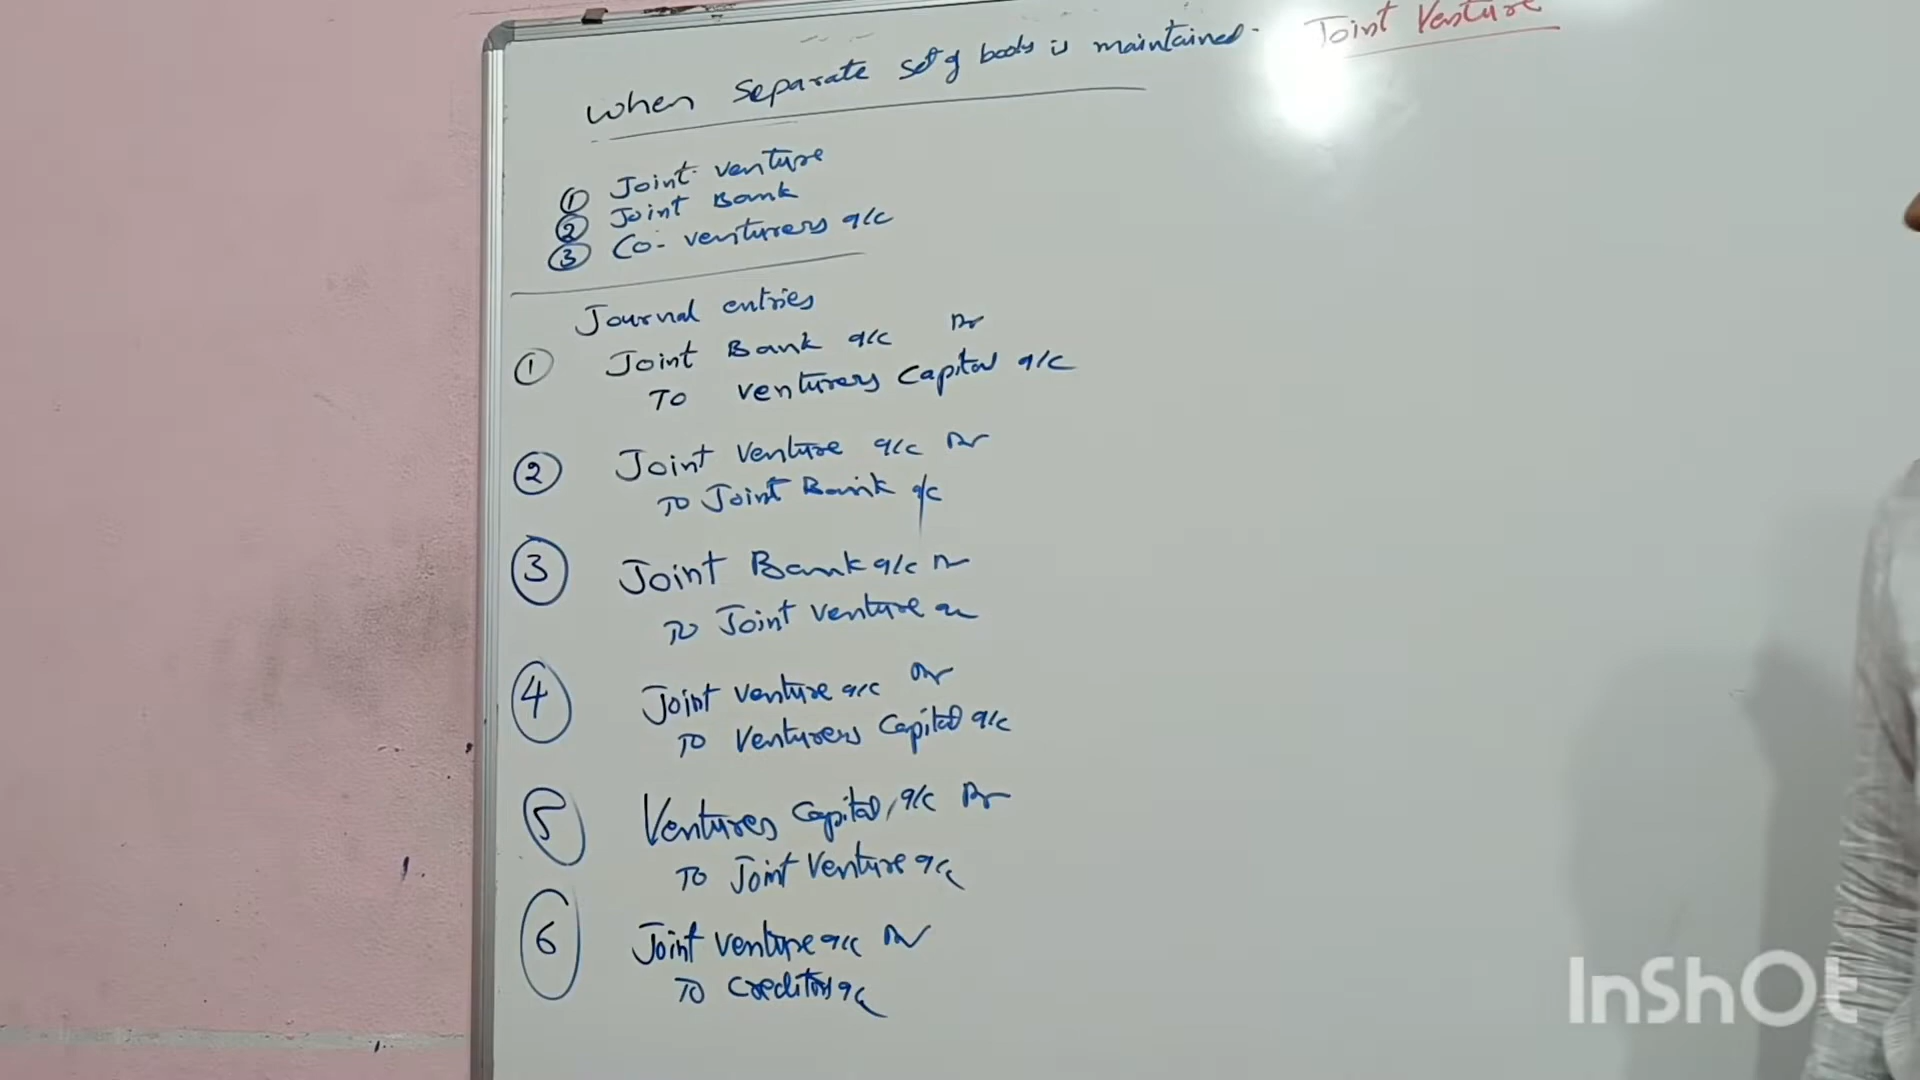 Joint Venture
When Separate set of books is maintained.
① Joint venture
② Joint Bank
③ Co-venturers a/c
Journal entries
① Joint Bank a/c Dr
To Venturers Capital a/c
② Joint Venture a/c Dr
To Joint Bank a/c
③ Joint Bank a/c Dr
To Joint venture a/c
④ Joint venture a/c Dr
To Venturers Capital a/c
⑤ Ventures Capital a/c Dr
To Joint Venture a/c
⑥ Joint venture a/c Dr
To Creditors a/c
InShOt